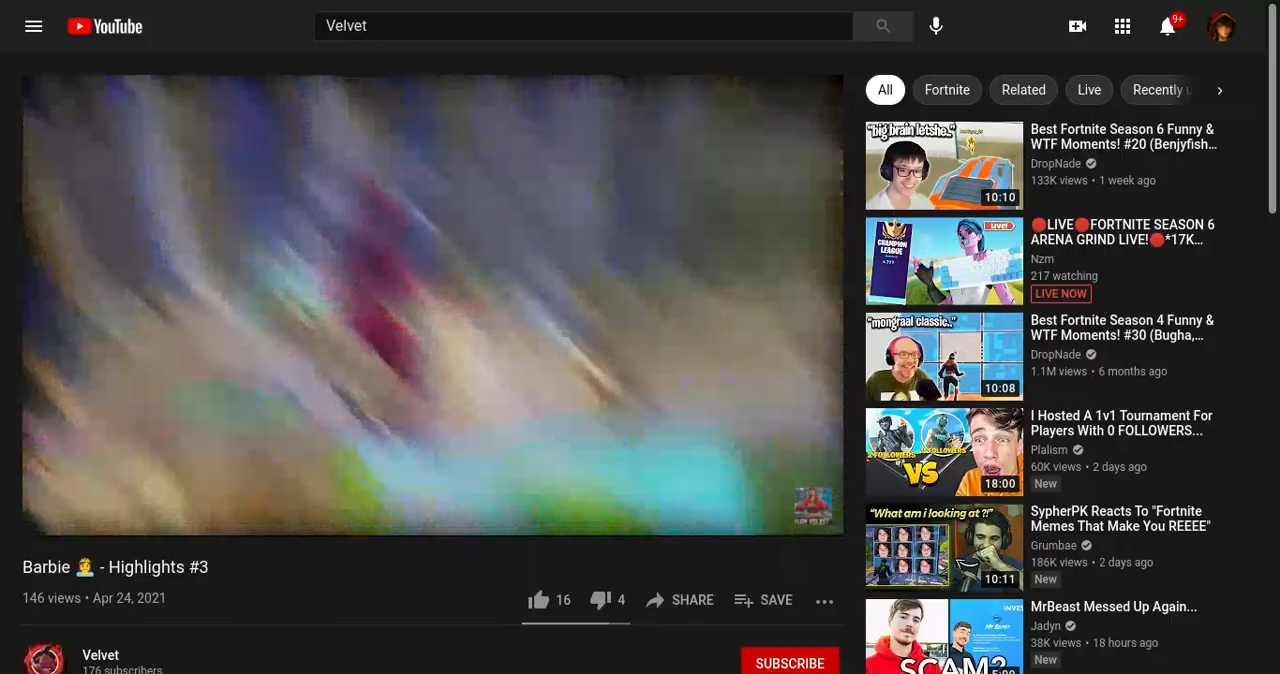 YouTube
Velvet
9+
All
Fortnite
Related
Live
Recently u
"big brain letshe.."
10:10
Best Fortnite Season 6 Funny &
WTF Moments! #20 (Benjyfish...
DropNade
133K views • 1 week ago
CHAMPION
LEAGUE
LIVE!
🔴LIVE🔴FORTNITE SEASON 6
ARENA GRIND LIVE!🔴*17K...
Nzm
217 watching
LIVE NOW
"mongraal classic.."
10:08
Best Fortnite Season 4 Funny &
WTF Moments! #30 (Bugha,...
DropNade
1.1M views • 6 months ago
2 FOLLOWERS
VS
18:00
I Hosted A 1v1 Tournament For
Players With 0 FOLLOWERS...
Plalism
60K views • 2 days ago
New
"What am i looking at ?!"
10:11
SypherPK Reacts To "Fortnite
Memes That Make You REEEE"
Grumbae
186K views • 2 days ago
New
SCAM?
MrBeast Messed Up Again...
Jadyn
38K views • 18 hours ago
New
Barbie 🤷‍♀️ - Highlights #3
146 views • Apr 24, 2021
16
4
SHARE
SAVE
Velvet
176 subscribers
SUBSCRIBE